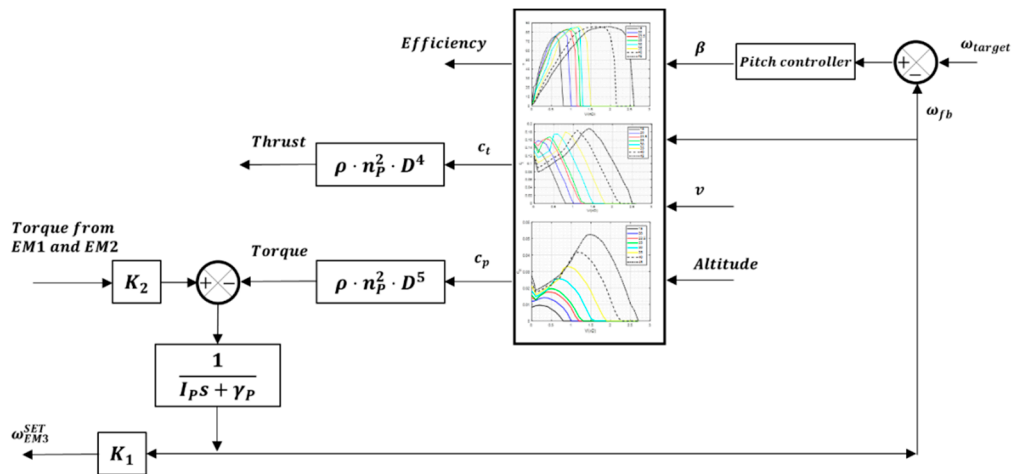 Efficiency
β
Pitch controller
+
−
ω_target
ω_fb
Thrust
ρ · n_P^2 · D^4
c_t
v
Torque from
EM1 and EM2
K_2
+
−
Torque
ρ · n_P^2 · D^5
c_p
Altitude
1
I_P s + γ_P
ω_EM3^SET
K_1